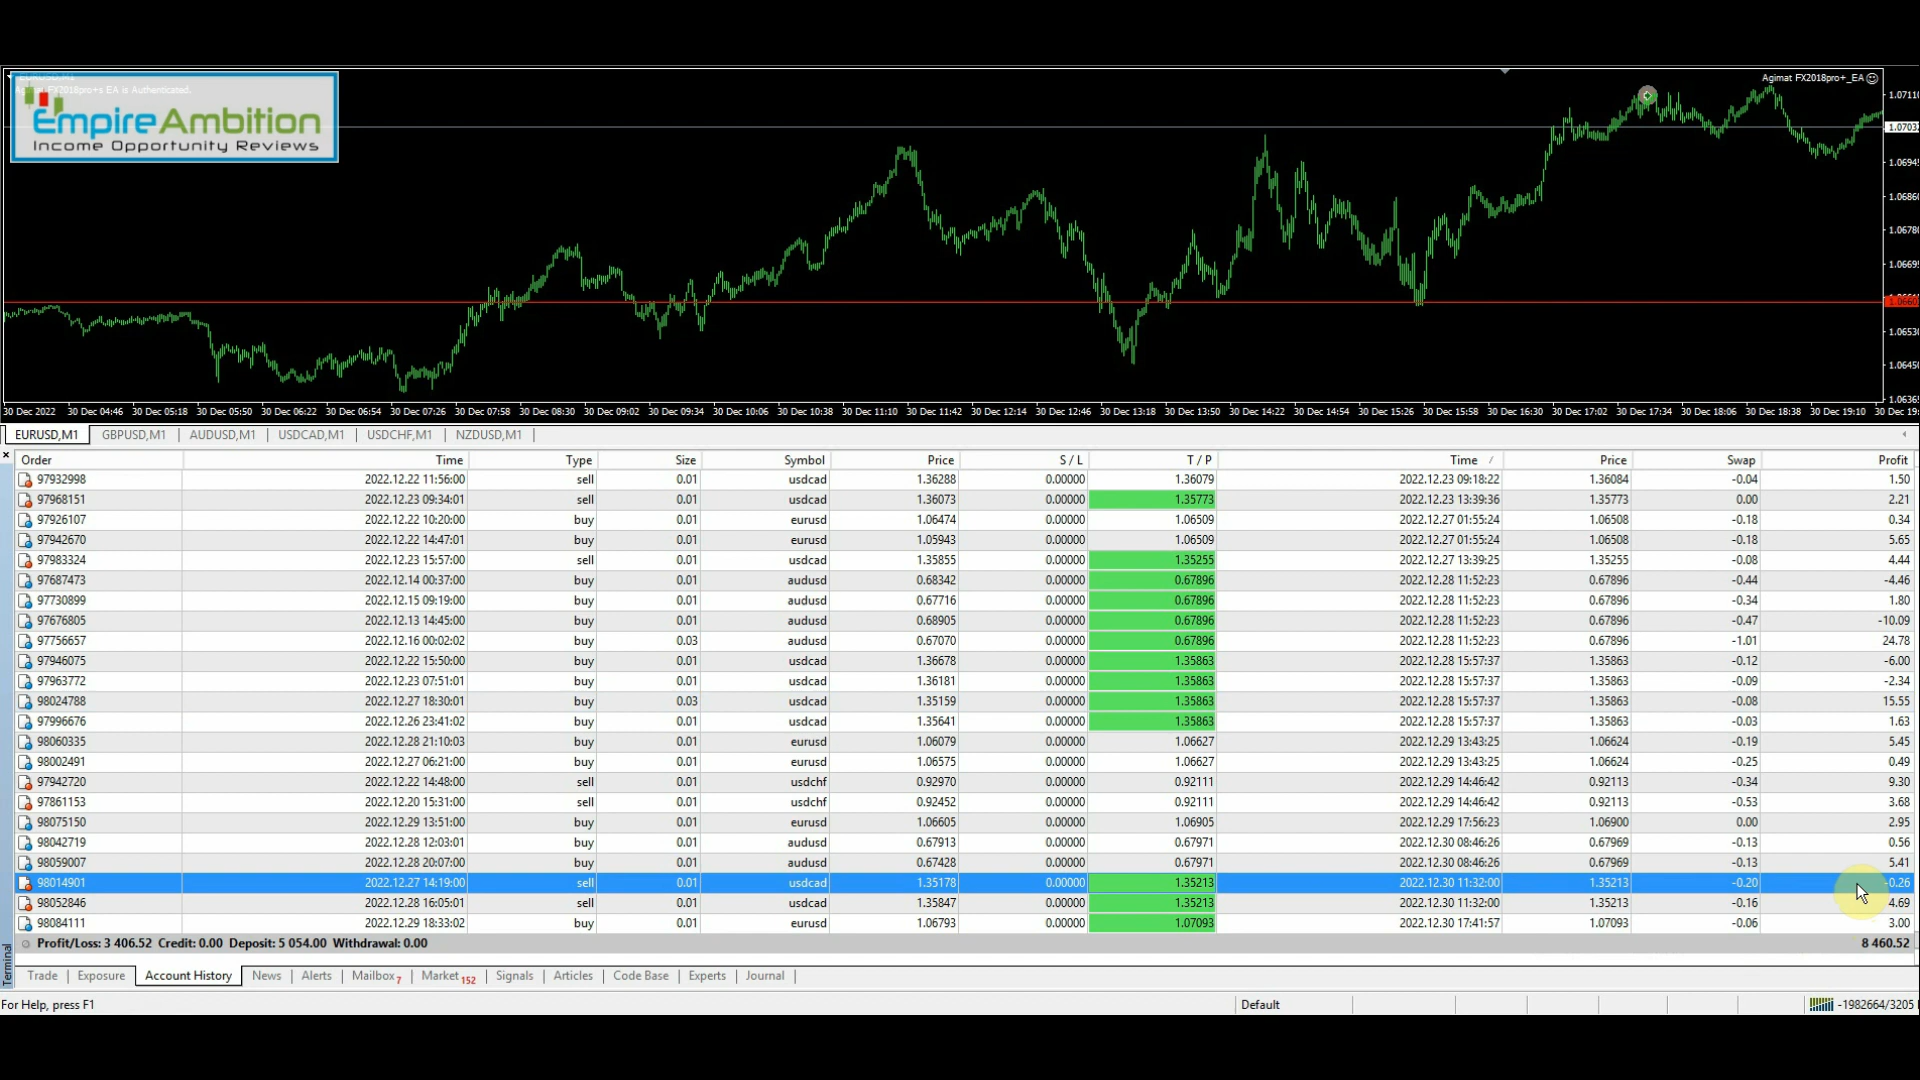 EmpireAmbition
Income Opportunity Reviews
Agimat FX2018pro+_EA
1.0711
1.0703
1.06945
1.0686
1.0678
1.0669
1.0660
1.0653
1.0645
1.0636
30 Dec 2022 30 Dec 04:46 30 Dec 05:18 30 Dec 05:50 30 Dec 06:22 30 Dec 06:54 30 Dec 07:26 30 Dec 07:58 30 Dec 08:30 30 Dec 09:02 30 Dec 09:34 30 Dec 10:06 30 Dec 10:38 30 Dec 11:10 30 Dec 11:42 30 Dec 12:14 30 Dec 12:46 30 Dec 13:18 30 Dec 13:50 30 Dec 14:22 30 Dec 14:54 30 Dec 15:26 30 Dec 15:58 30 Dec 16:30 30 Dec 17:02 30 Dec 17:34 30 Dec 18:06 30 Dec 18:38 30 Dec 19:10 30 Dec 19:
EURUSD,M1 GBPUSD,M1 AUDUSD,M1 USDCAD,M1 USDCHF,M1 NZDUSD,M1
Order Time Type Size Symbol Price S / L T / P Time / Price Swap Profit
97932998 2022.12.22 11:56:00 sell 0.01 usdcad 1.36288 0.00000 1.36079 2022.12.23 09:18:22 1.36084 -0.04 1.50
97968151 2022.12.23 09:34:01 sell 0.01 usdcad 1.36073 0.00000 1.35773 2022.12.23 13:39:36 1.35773 0.00 2.21
97926107 2022.12.22 10:20:00 buy 0.01 eurusd 1.06474 0.00000 1.06509 2022.12.27 01:55:24 1.06508 -0.18 0.34
97942670 2022.12.22 14:47:01 buy 0.01 eurusd 1.05943 0.00000 1.06509 2022.12.27 01:55:24 1.06508 -0.18 5.65
97983324 2022.12.23 15:57:00 sell 0.01 usdcad 1.35855 0.00000 1.35255 2022.12.27 13:39:25 1.35255 -0.08 4.44
97687473 2022.12.14 00:37:00 buy 0.01 audusd 0.68342 0.00000 0.67896 2022.12.28 11:52:23 0.67896 -0.44 -4.46
97730899 2022.12.15 09:19:00 buy 0.01 audusd 0.67716 0.00000 0.67896 2022.12.28 11:52:23 0.67896 -0.34 1.80
97676805 2022.12.13 14:45:00 buy 0.01 audusd 0.68905 0.00000 0.67896 2022.12.28 11:52:23 0.67896 -0.47 -10.09
97756657 2022.12.16 00:02:02 buy 0.03 audusd 0.67070 0.00000 0.67896 2022.12.28 11:52:23 0.67896 -1.01 24.78
97946075 2022.12.22 15:50:00 buy 0.01 usdcad 1.36678 0.00000 1.35863 2022.12.28 15:57:37 1.35863 -0.12 -6.00
97963772 2022.12.23 07:51:01 buy 0.01 usdcad 1.36181 0.00000 1.35863 2022.12.28 15:57:37 1.35863 -0.09 -2.34
98024788 2022.12.27 18:30:01 buy 0.03 usdcad 1.35159 0.00000 1.35863 2022.12.28 15:57:37 1.35863 -0.08 15.55
97996676 2022.12.26 23:41:02 buy 0.01 usdcad 1.35641 0.00000 1.35863 2022.12.28 15:57:37 1.35863 -0.03 1.63
98060335 2022.12.28 21:10:03 buy 0.01 eurusd 1.06079 0.00000 1.06627 2022.12.29 13:43:25 1.06624 -0.19 5.45
98002491 2022.12.27 06:21:00 buy 0.01 eurusd 1.06575 0.00000 1.06627 2022.12.29 13:43:25 1.06624 -0.25 0.49
97942720 2022.12.22 14:48:00 sell 0.01 usdchf 0.92970 0.00000 0.92111 2022.12.29 14:46:42 0.92113 -0.34 9.30
97861153 2022.12.20 15:31:00 sell 0.01 usdchf 0.92452 0.00000 0.92111 2022.12.29 14:46:42 0.92113 -0.53 3.68
98075150 2022.12.29 13:51:00 buy 0.01 eurusd 1.06605 0.00000 1.06905 2022.12.29 17:56:23 1.06900 0.00 2.95
98042719 2022.12.28 12:03:01 buy 0.01 audusd 0.67913 0.00000 0.67971 2022.12.30 08:46:26 0.67969 -0.13 0.56
98059007 2022.12.28 20:07:00 buy 0.01 audusd 0.67428 0.00000 0.67971 2022.12.30 08:46:26 0.67969 -0.13 5.41
98014901 2022.12.27 14:19:00 sell 0.01 usdcad 1.35178 0.00000 1.35213 2022.12.30 11:32:00 1.35213 -0.20 -0.26
98052846 2022.12.28 16:05:01 sell 0.01 usdcad 1.35847 0.00000 1.35213 2022.12.30 11:32:00 1.35213 -0.16 4.69
98084111 2022.12.29 18:33:02 buy 0.01 eurusd 1.06793 0.00000 1.07093 2022.12.30 17:41:57 1.07093 -0.06 3.00
Profit/Loss: 3 406.52 Credit: 0.00 Deposit: 5 054.00 Withdrawal: 0.00 8 460.52
Terminal
Trade Exposure Account History News Alerts Mailbox 7 Market 152 Signals Articles Code Base Experts Journal
For Help, press F1 Default -1982664/3205